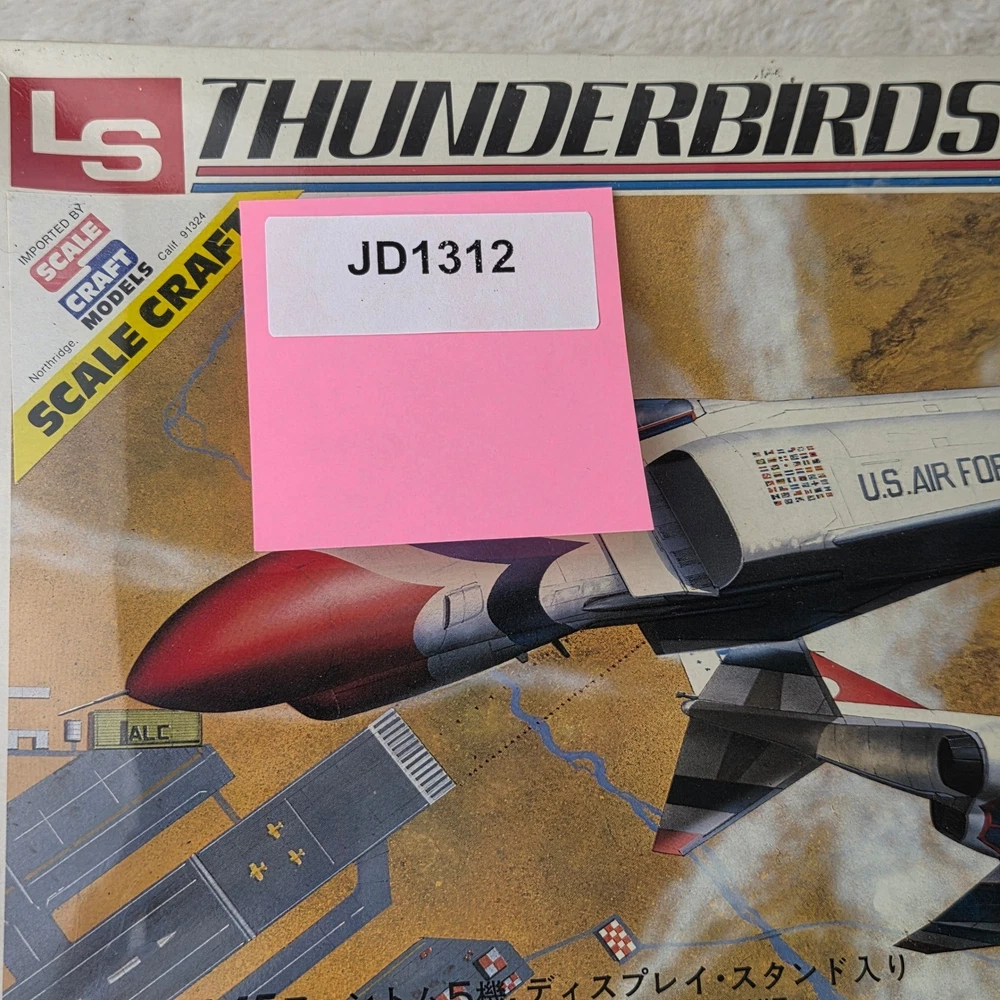 LS THUNDERBIRDS
IMPORTED BY
SCALE
CRAFT
MODELS
Northridge, Calif. 91324
SCALE CRAFT
JD1312
U.S.AIR FO
ALC
ディスプレイ・スタンド入り